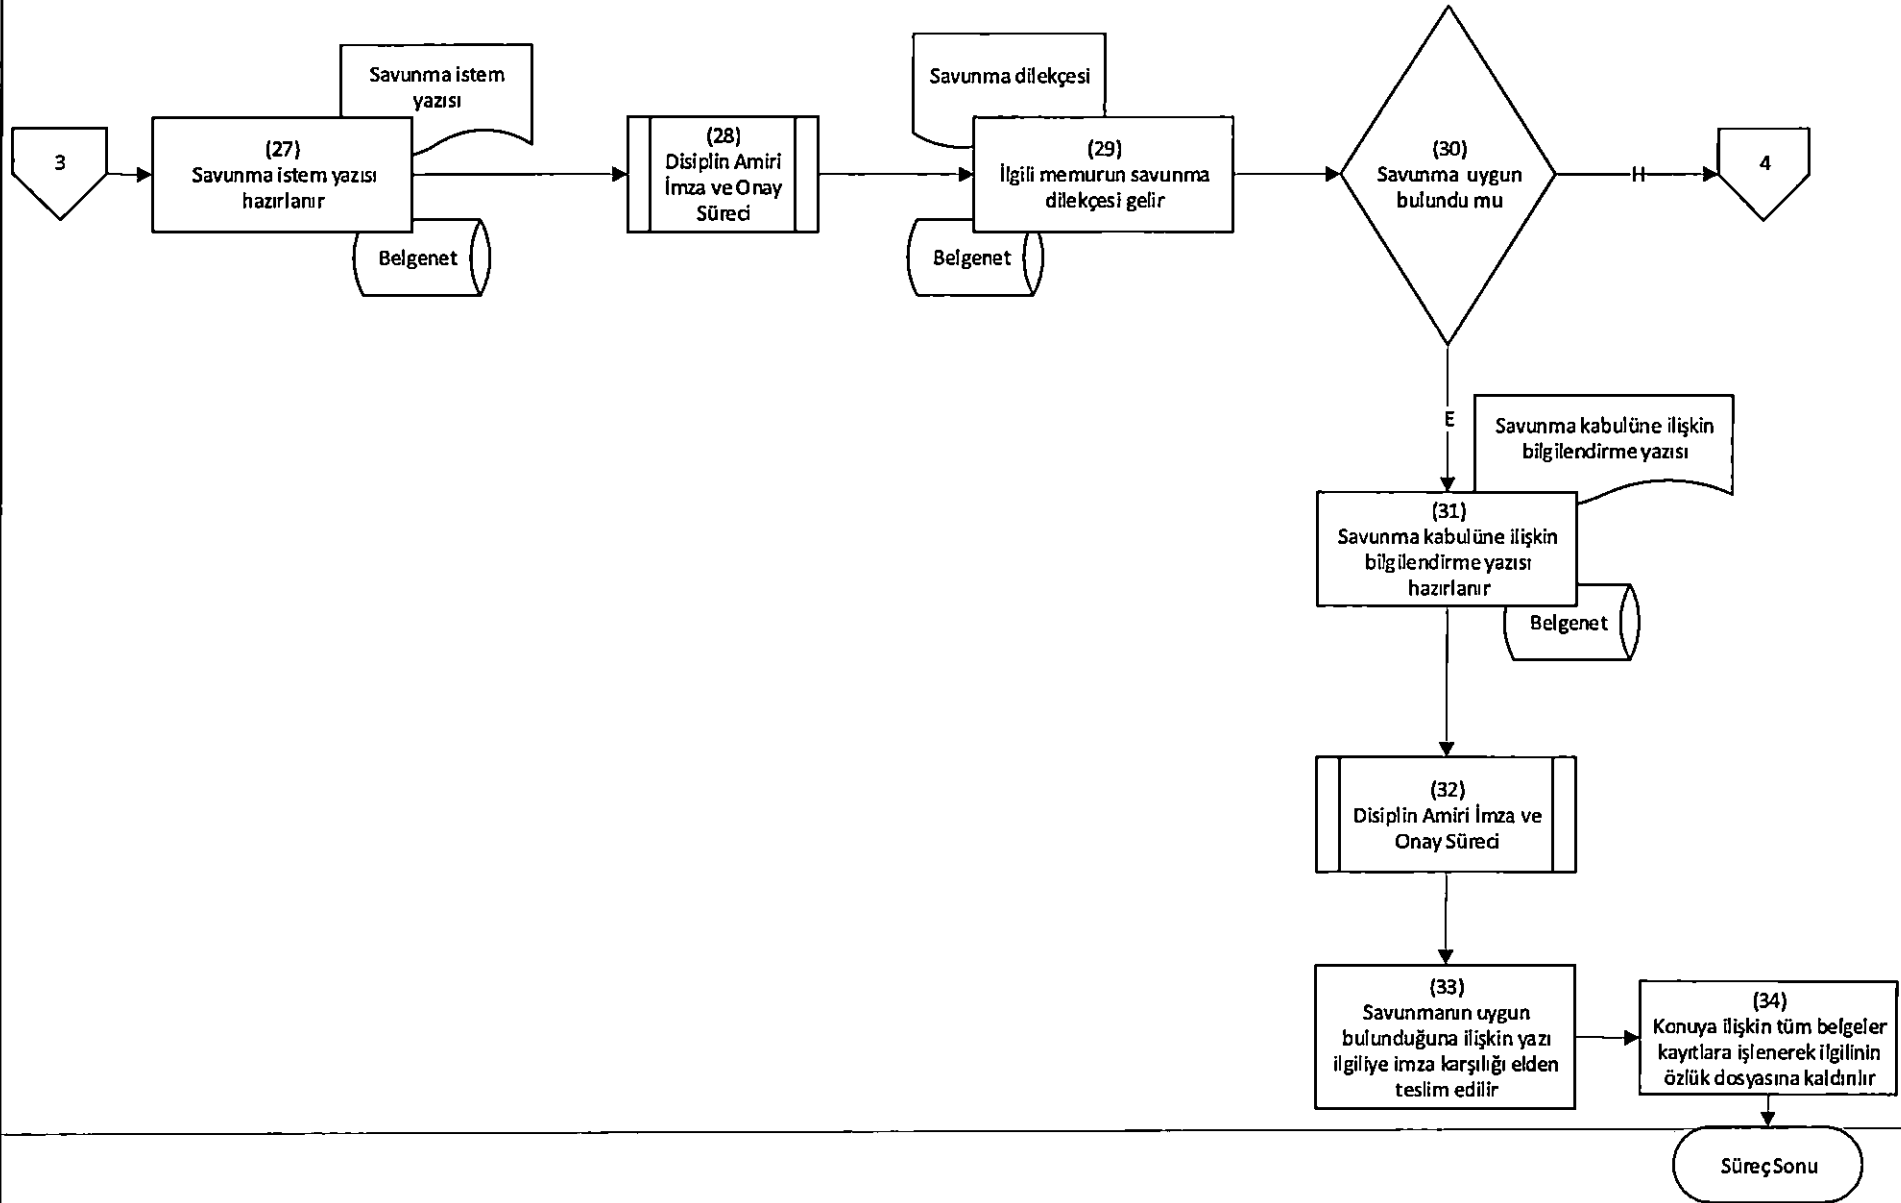 3
Savunma istem
yazısı
(27)
Savunma istem yazısı
hazırlanır
Belgenet
(28)
Disiplin Amiri
İmza ve Onay
Süreci
Savunma dilekçesi
(29)
İlgili memurun savunma
dilekçesi gelir
Belgenet
(30)
Savunma uygun
bulundu mu
H
4
E
Savunma kabulüne ilişkin
bilgilendirme yazısı
(31)
Savunma kabulüne ilişkin
bilgilendirme yazısı
hazırlanır
Belgenet
(32)
Disiplin Amiri İmza ve
Onay Süreci
(33)
Savunmanın uygun
bulunduğuna ilişkin yazı
ilgiliye imza karşılığı elden
teslim edilir
(34)
Konuya ilişkin tüm belgeler
kayıtlara işlenerek ilgilinin
özlük dosyasına kaldırılır
Süreç Sonu